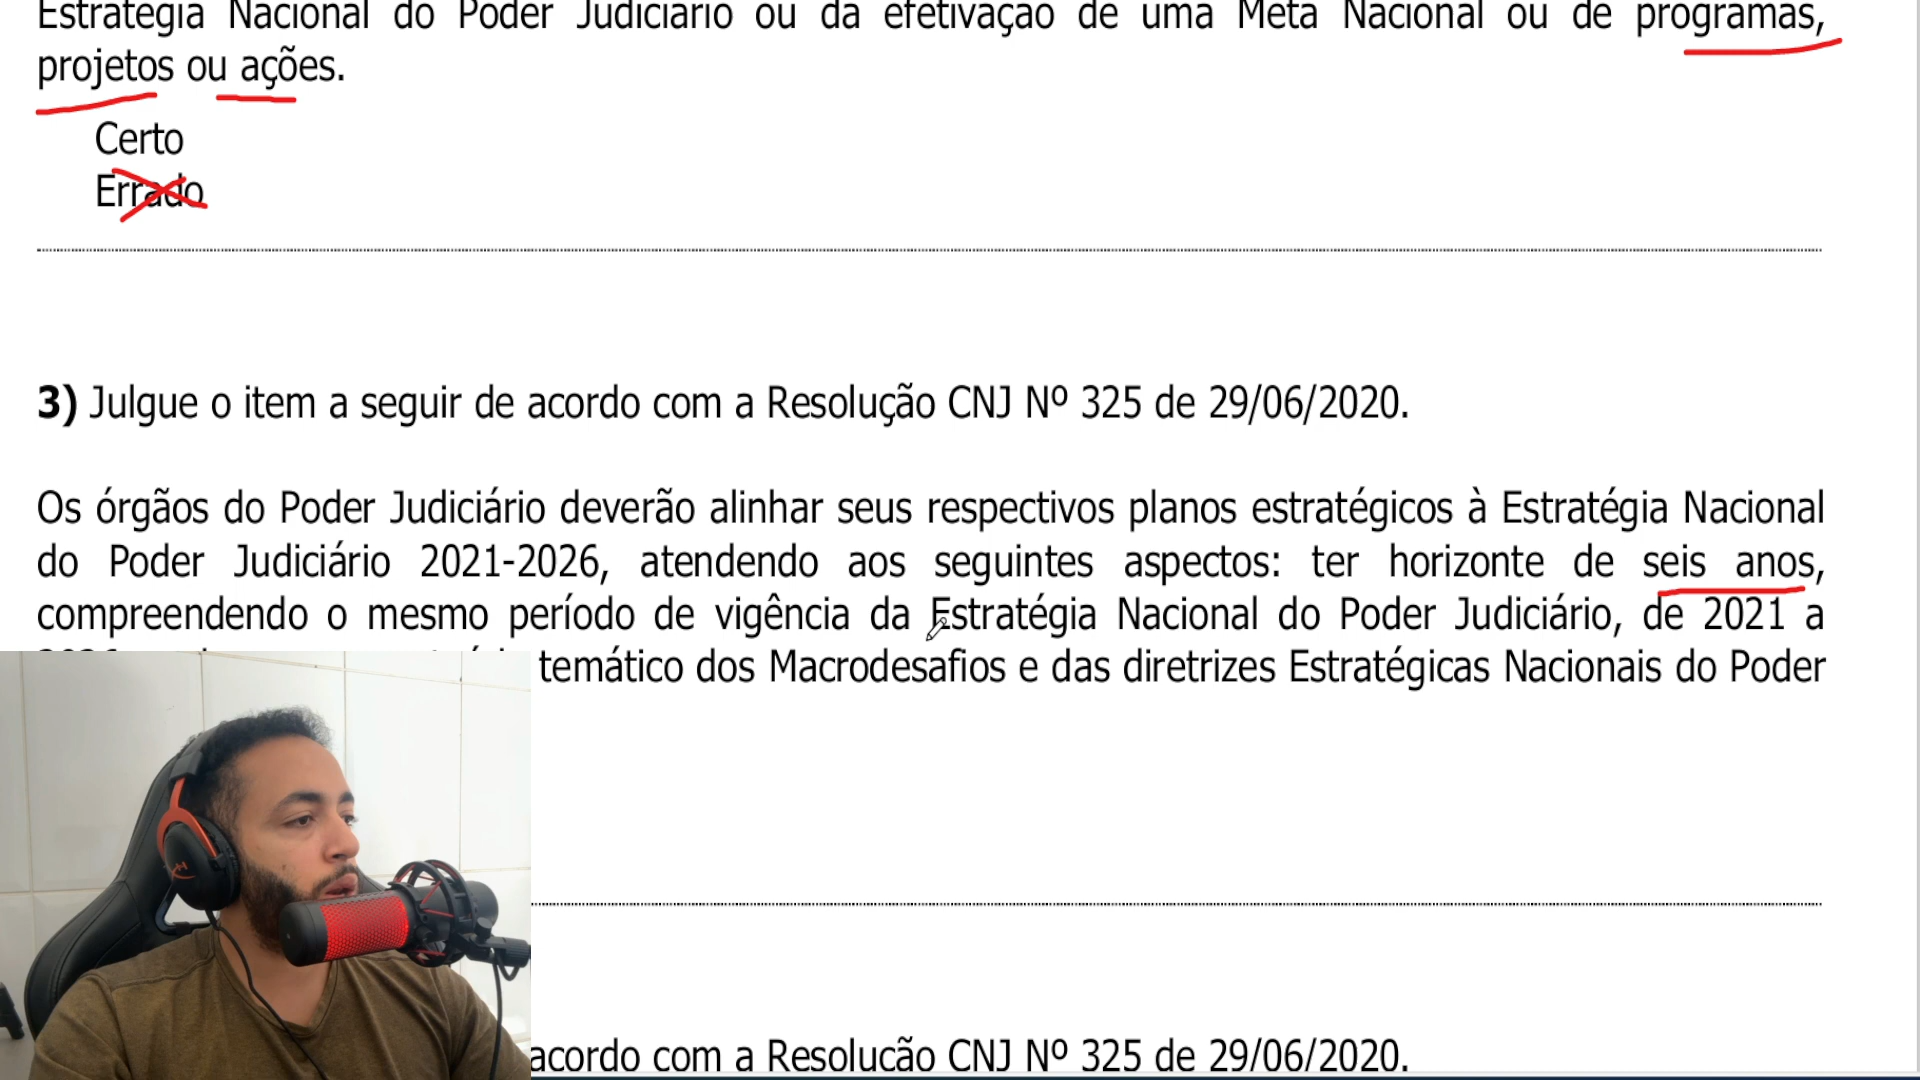 Estratégia Nacional do Poder Judiciário ou da efetivação de uma Meta Nacional ou de programas,
projetos ou ações.
Certo
Errado
3) Julgue o item a seguir de acordo com a Resolução CNJ Nº 325 de 29/06/2020.
Os órgãos do Poder Judiciário deverão alinhar seus respectivos planos estratégicos à Estratégia Nacional
do Poder Judiciário 2021-2026, atendendo aos seguintes aspectos: ter horizonte de seis anos,
compreendendo o mesmo período de vigência da Estratégia Nacional do Poder Judiciário, de 2021 a
temático dos Macrodesafios e das diretrizes Estratégicas Nacionais do Poder
acordo com a Resolução CNJ Nº 325 de 29/06/2020.